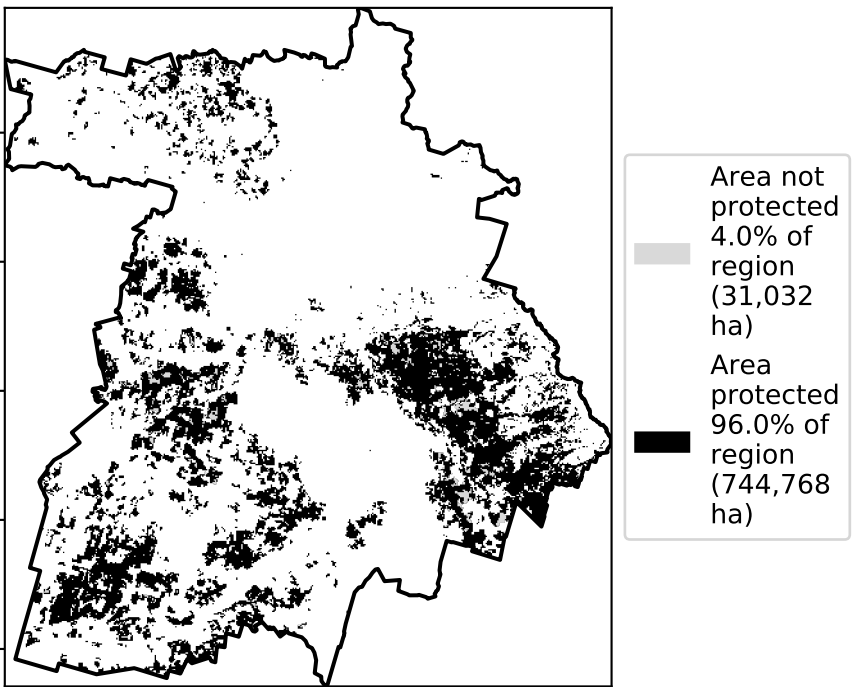 Area not
protected
4.0% of
region
(31,032
ha)
Area
protected
96.0% of
region
(744,768
ha)